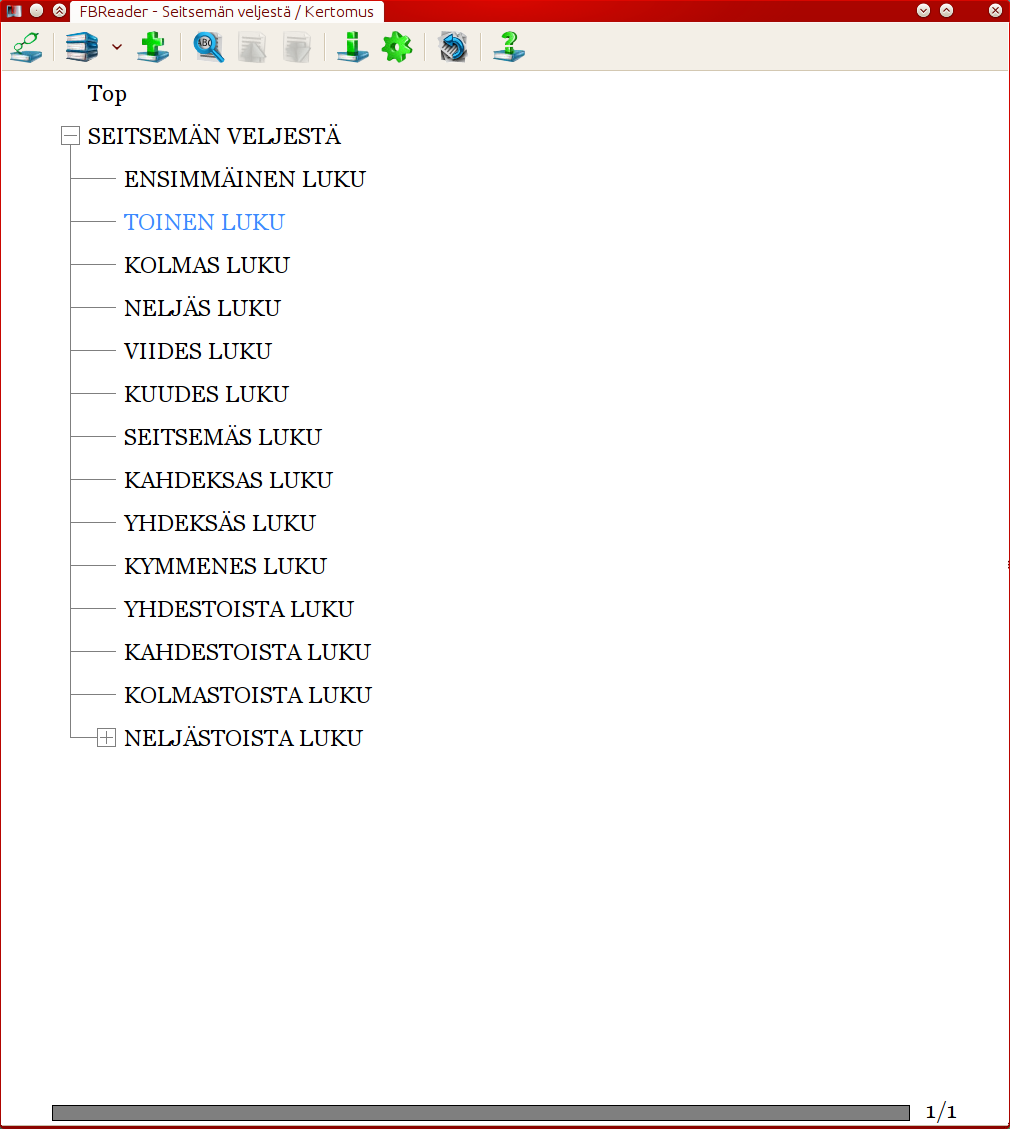 FBReader - Seitsemän veljestä / Kertomus
ABC
Top
SEITSEMÄN VELJESTÄ
ENSIMMÄINEN LUKU
TOINEN LUKU
KOLMAS LUKU
NELJÄS LUKU
VIIDES LUKU
KUUDES LUKU
SEITSEMÄS LUKU
KAHDEKSAS LUKU
YHDEKSÄS LUKU
KYMMENES LUKU
YHDESTOISTA LUKU
KAHDESTOISTA LUKU
KOLMASTOISTA LUKU
NELJÄSTOISTA LUKU
1/1